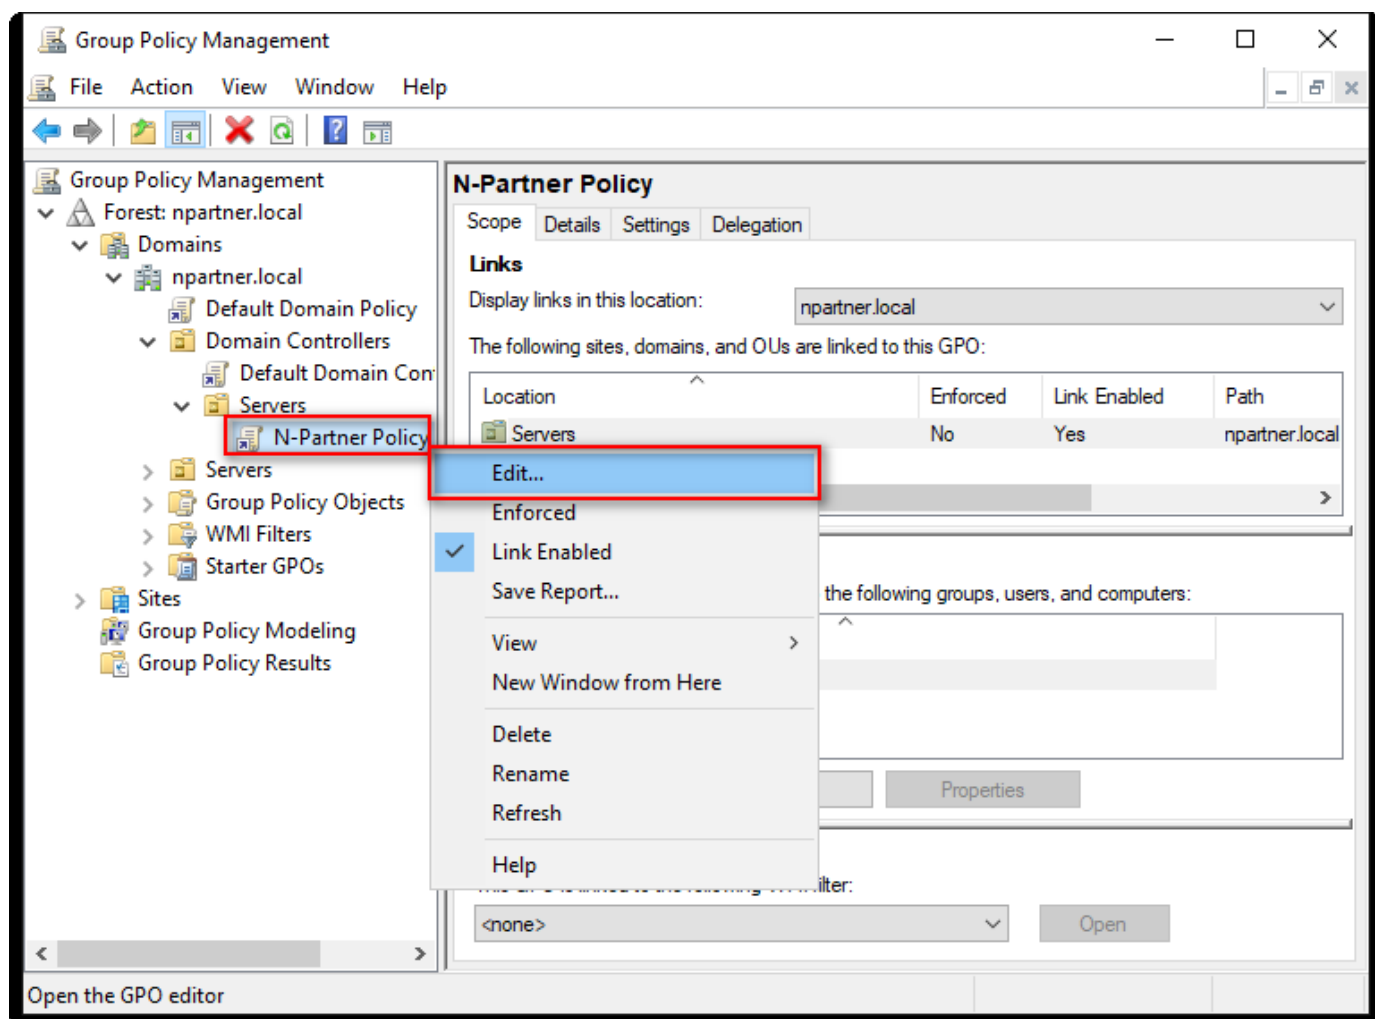 Group Policy Management
File Action View Window Help
Group Policy Management
Forest: npartner.local
Domains
npartner.local
Default Domain Policy
Domain Controllers
Default Domain Con
Servers
N-Partner Policy
Servers
Group Policy Objects
WMI Filters
Starter GPOs
Sites
Group Policy Modeling
Group Policy Results
N-Partner Policy
Scope Details Settings Delegation
Links
Display links in this location: npartner.local
The following sites, domains, and OUs are linked to this GPO:
Location Enforced Link Enabled Path
Servers No Yes npartner.local
Edit...
Enforced
Link Enabled
Save Report...
View
New Window from Here
Delete
Rename
Refresh
Help
the following groups, users, and computers:
Properties
<none> Open
Open the GPO editor